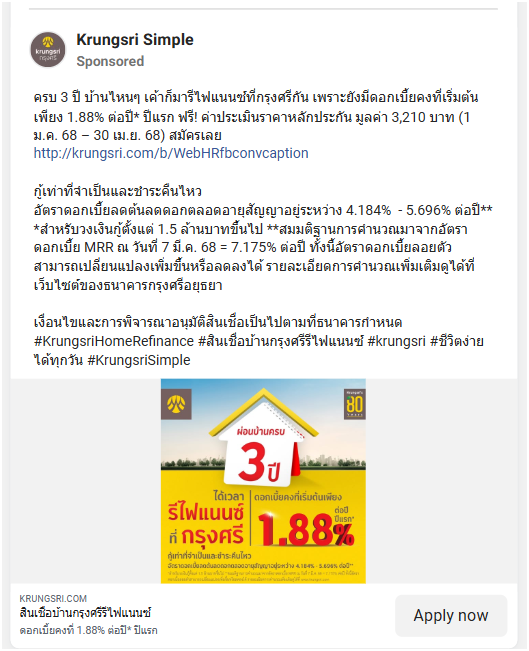 Krungsri Simple
Sponsored
krungsri
กรุงศรี
ครบ 3 ปี บ้านไหนๆ เค้าก็มารีไฟแนนซ์ที่กรุงศรีกัน เพราะยังมีดอกเบี้ยคงที่เริ่มต้น
เพียง 1.88% ต่อปี* ปีแรก ฟรี! ค่าประเมินราคาหลักประกัน มูลค่า 3,210 บาท (1
ม.ค. 68 – 30 เม.ย. 68) สมัครเลย
http://krungsri.com/b/WebHRfbconvcaption
กู้เท่าที่จำเป็นและชำระคืนไหว
อัตราดอกเบี้ยลดต้นลดดอกตลอดอายุสัญญาอยู่ระหว่าง 4.184% - 5.696% ต่อปี**
*สำหรับวงเงินกู้ตั้งแต่ 1.5 ล้านบาทขึ้นไป **สมมติฐานการคำนวณมาจากอัตรา
ดอกเบี้ย MRR ณ วันที่ 7 มี.ค. 68 = 7.175% ต่อปี ทั้งนี้อัตราดอกเบี้ยลอยตัว
สามารถเปลี่ยนแปลงเพิ่มขึ้นหรือลดลงได้ รายละเอียดการคำนวณเพิ่มเติมดูได้ที่
เว็บไซต์ของธนาคารกรุงศรีอยุธยา
เงื่อนไขและการพิจารณาอนุมัติสินเชื่อเป็นไปตามที่ธนาคารกำหนด
#KrungsriHomeRefinance #สินเชื่อบ้านกรุงศรีรีไฟแนนซ์ #krungsri #ชีวิตง่าย
ได้ทุกวัน #KrungsriSimple
80
ผ่อนบ้านครบ
3 ปี
ได้เวลา
รีไฟแนนซ์
ที่ กรุงศรี
ดอกเบี้ยคงที่เริ่มต้นเพียง
1.88%
ต่อปี
ปีแรก*
กู้เท่าที่จำเป็นและชำระคืนไหว
อัตราดอกเบี้ยลดต้นลดดอกตลอดอายุสัญญาอยู่ระหว่าง 4.184% - 5.696% ต่อปี**
KRUNGSRI.COM
สินเชื่อบ้านกรุงศรีรีไฟแนนซ์
ดอกเบี้ยคงที่ 1.88% ต่อปี* ปีแรก
Apply now